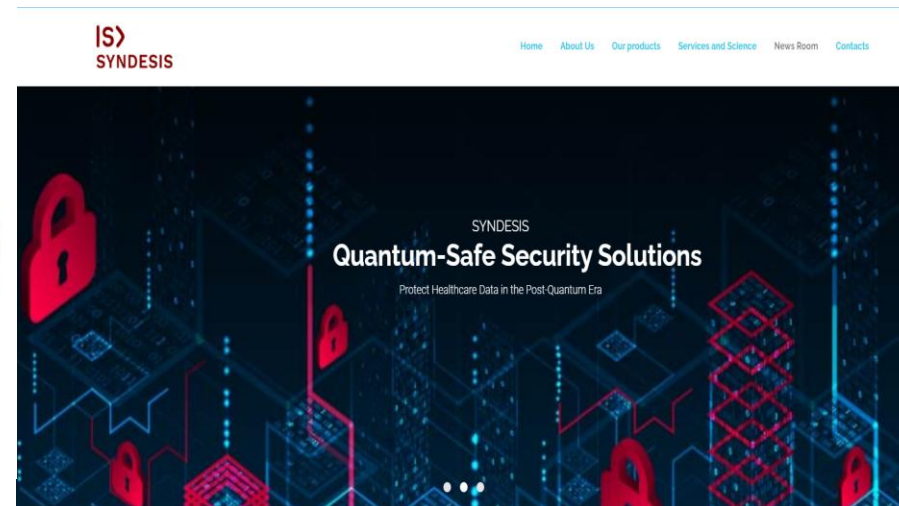 |S⟩
SYNDESIS
Home About Us Our products Services and Science News Room Contacts
SYNDESIS
Quantum-Safe Security Solutions
Protect Healthcare Data in the Post-Quantum Era